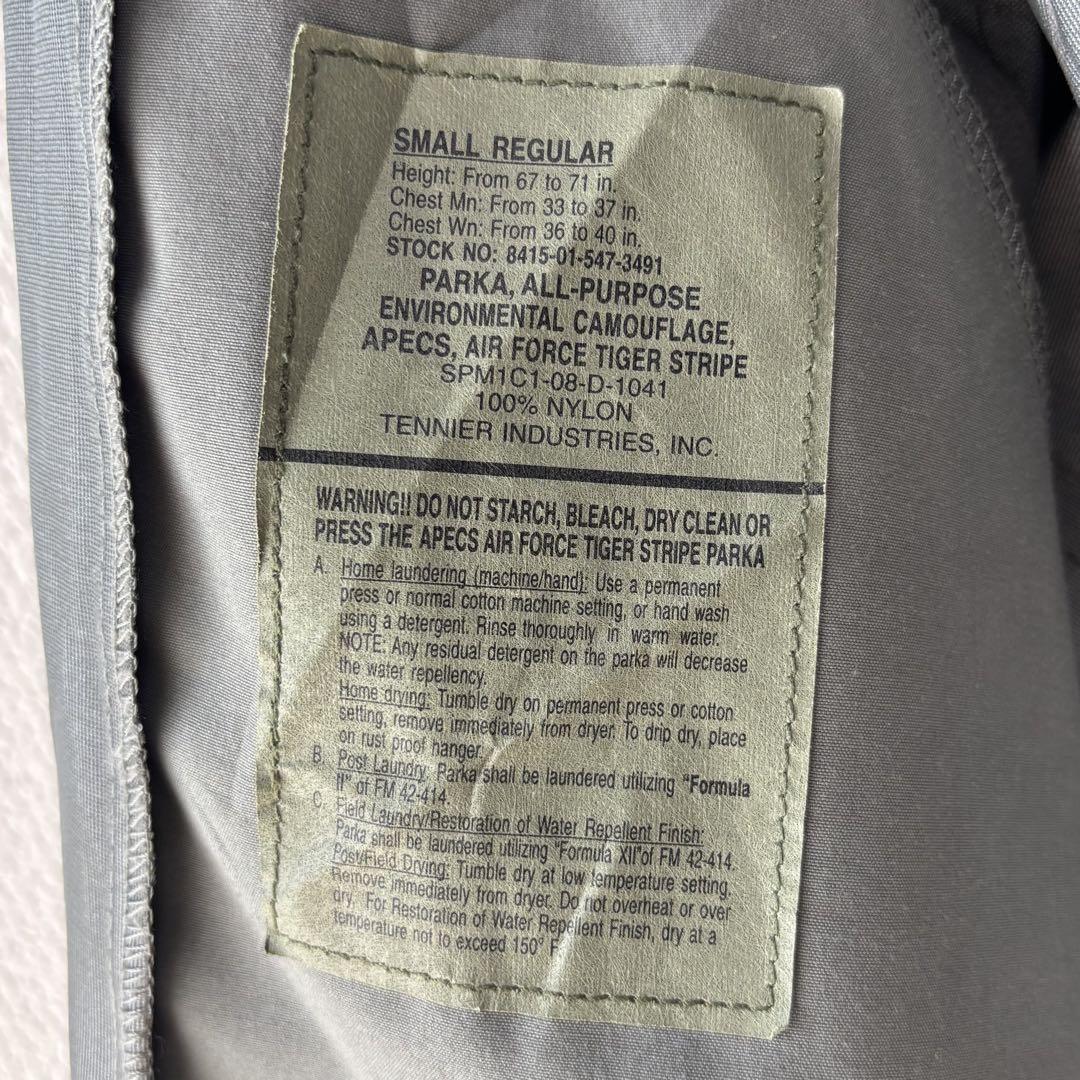 SMALL REGULAR
Height: From 67 to 71 in.
Chest Mn: From 33 to 37 in.
Chest Wn: From 36 to 40 in.
STOCK NO: 8415-01-547-3491
PARKA, ALL-PURPOSE
ENVIRONMENTAL CAMOUFLAGE,
APECS, AIR FORCE TIGER STRIPE
SPM1C1-08-D-1041
100% NYLON
TENNIER INDUSTRIES, INC.
WARNING!! DO NOT STARCH, BLEACH, DRY CLEAN OR
PRESS THE APECS AIR FORCE TIGER STRIPE PARKA
A. Home laundering (machine/hand): Use a permanent
press or normal cotton machine setting, or hand wash
using a detergent. Rinse thoroughly in warm water.
NOTE: Any residual detergent on the parka will decrease
the water repellency.
Home drying: Tumble dry on permanent press or cotton
setting, remove immediately from dryer. To drip dry, place
on rust proof hanger.
B. Post Laundry: Parka shall be laundered utilizing "Formula
II" of FM 42-414.
C. Field Laundry/Restoration of Water Repellent Finish:
Parka shall be laundered utilizing "Formula XII"of FM 42-414.
Post/Field Drying: Tumble dry at low temperature setting.
Remove immediately from dryer. Do not overheat or over
dry. For Restoration of Water Repellent Finish, dry at a
temperature not to exceed 150° F.